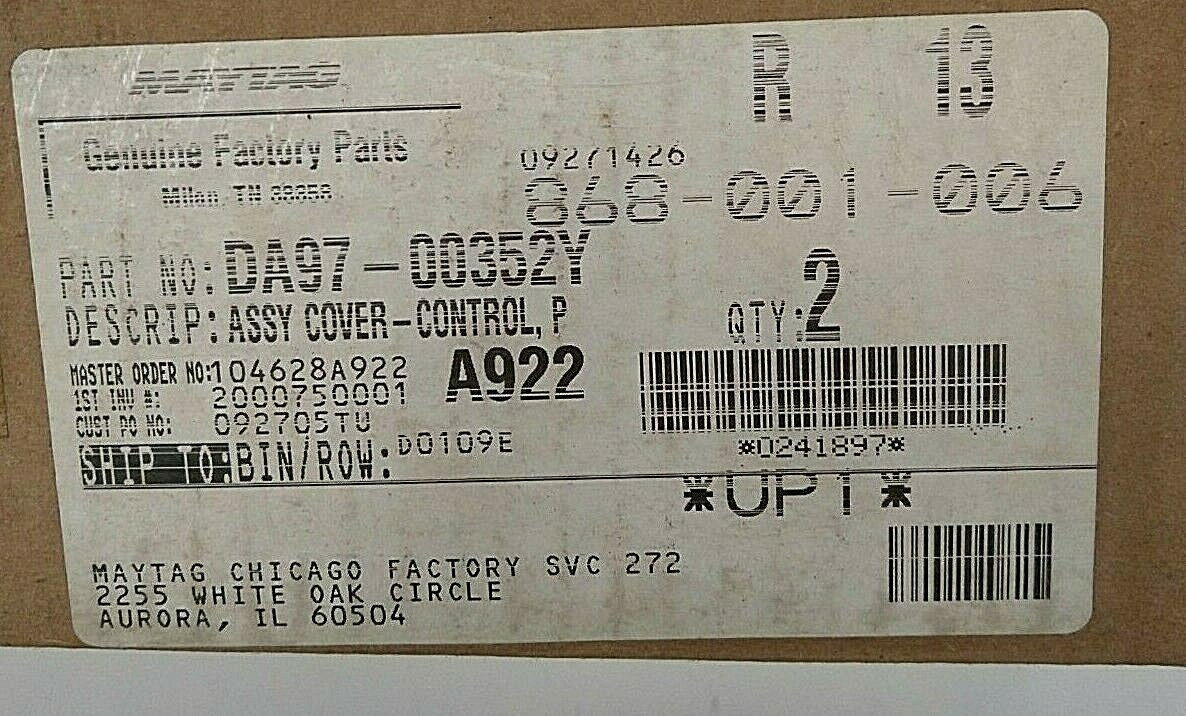 MAYTAG
R 13
Genuine Factory Parts
Milan, TN
09271426
868-001-006
PART NO: DA97-00352Y
DESCRIP: ASSY COVER-CONTROL, P
QTY: 2
MASTER ORDER NO: 104628A922
A922
1ST INV #: 2000750001
CUST PO NO: 092705TU
*0241897*
SHIP TO: BIN/ROW: D0109E
*UP1*
MAYTAG CHICAGO FACTORY SVC 272
2255 WHITE OAK CIRCLE
AURORA, IL 60504